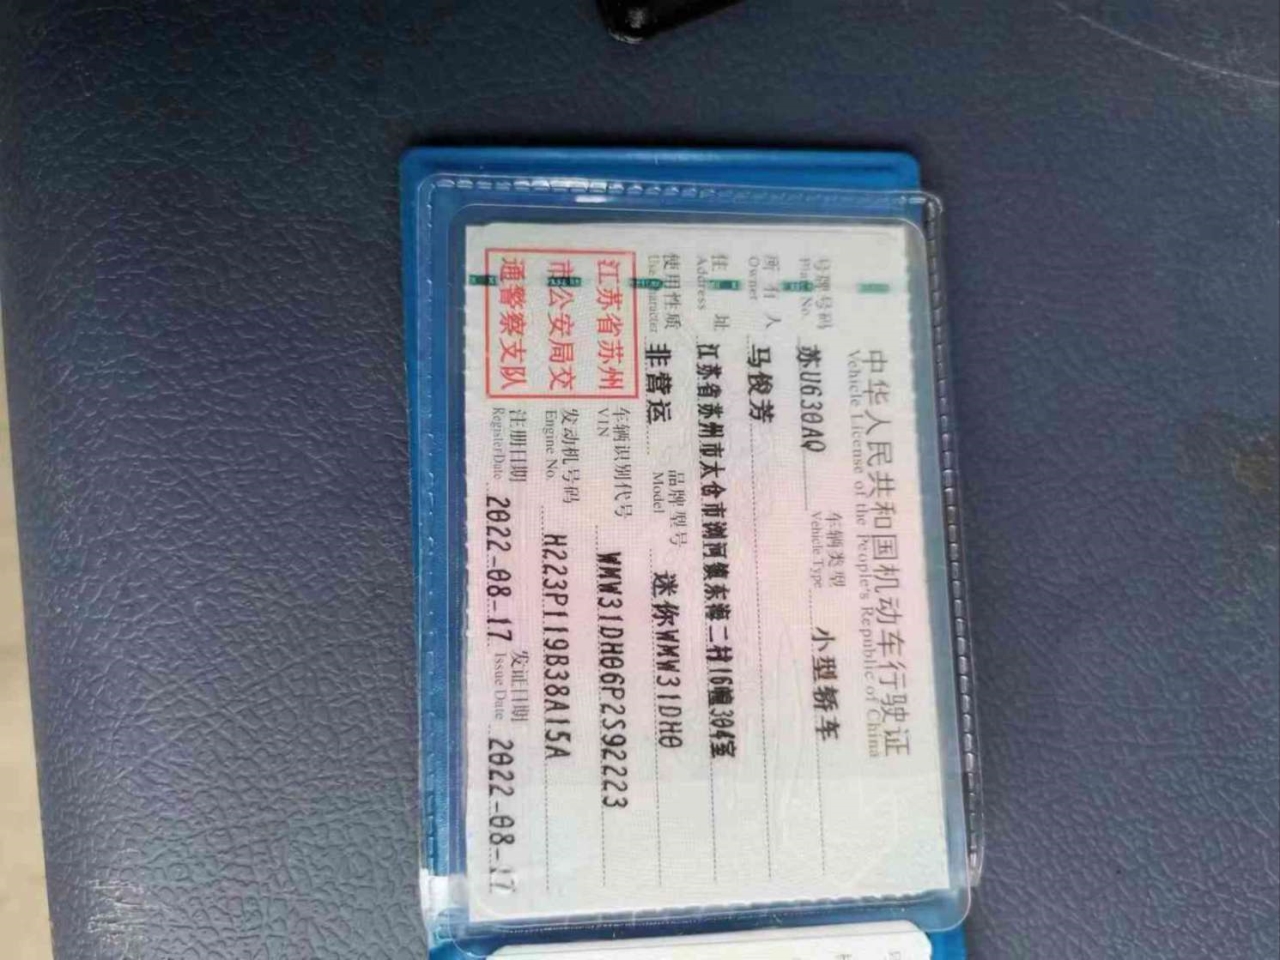 中华人民共和国机动车行驶证
Vehicle License of the People's Republic of China
号牌号码 苏U630AQ 车辆类型 小型轿车
Plate No. Vehicle Type
所有人 马俊芳
Owner
住址 江苏省苏州市太仓市浏河镇东海二村16幢304室
Address
使用性质 非营运 品牌型号 迷你WMW31DH0
Use Character Model
江苏省苏州
市公安局交
通警察支队
车辆识别代号 WMW31DH06P2S92223
VIN
发动机号码 H223P119B38A15A
Engine No.
注册日期 2022-08-17 发证日期 2022-08-17
Register Date Issue Date